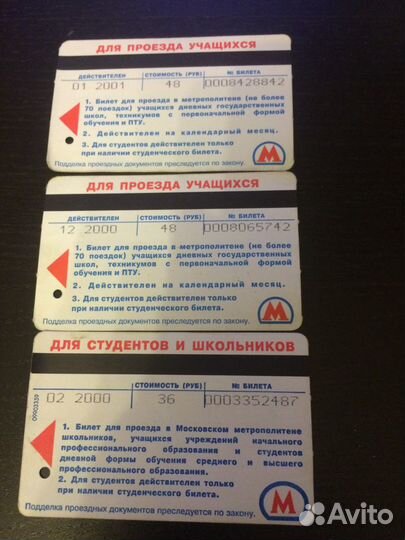 ДЛЯ ПРОЕЗДА УЧАЩИХСЯ
ДЕЙСТВИТЕЛЕН СТОИМОСТЬ (РУБ) № БИЛЕТА
01 2001 48 0008428842
1. Билет для проезда в метрополитене (не более
70 поездок) учащихся дневных государственных
школ, техникумов с первоначальной формой
обучения и ПТУ.
2. Действителен на календарный месяц.
3. Для студентов действителен только
при наличии студенческого билета.
Подделка проездных документов преследуется по закону.
М
ДЛЯ ПРОЕЗДА УЧАЩИХСЯ
ДЕЙСТВИТЕЛЕН СТОИМОСТЬ (РУБ) № БИЛЕТА
12 2000 48 0008065742
1. Билет для проезда в метрополитене (не более
70 поездок) учащихся дневных государственных
школ, техникумов с первоначальной формой
обучения и ПТУ.
2. Действителен на календарный месяц.
3. Для студентов действителен только
при наличии студенческого билета.
Подделка проездных документов преследуется по закону.
М
ДЛЯ СТУДЕНТОВ И ШКОЛЬНИКОВ
СТОИМОСТЬ (РУБ) № БИЛЕТА
02 2000 36 0003352487
1. Билет для проезда в Московском метрополитене
школьников, учащихся учреждений начального
профессионального образования и студентов
дневной формы обучения среднего и высшего
профессионального образования.
2. Для студентов действителен только
при наличии студенческого билета.
Подделка проездных документов преследуется по закону.
М
Avito